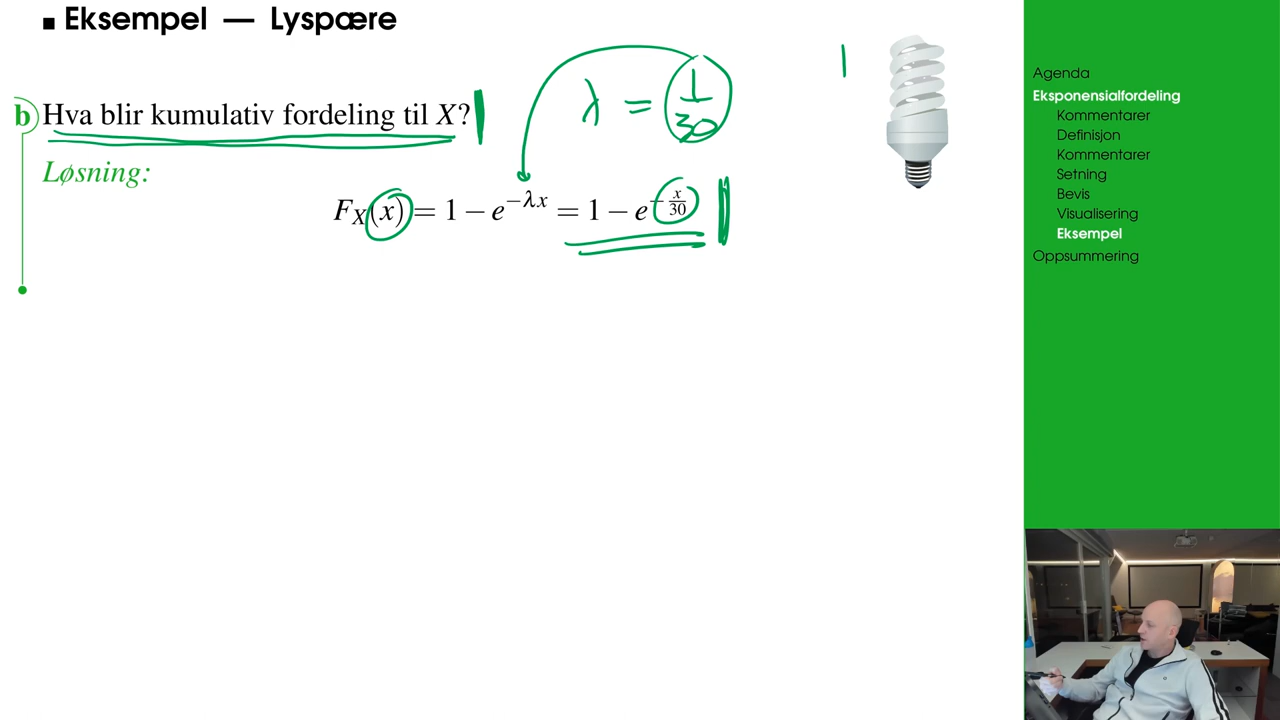 ▪ Eksempel — Lyspære
λ = 1/30
b) Hva blir kumulativ fordeling til X?
Løsning:
F_X(x) = 1 − e^{−λx} = 1 − e^{−x/30}
Agenda
Eksponensialfordeling
Kommentarer
Definisjon
Kommentarer
Setning
Bevis
Visualisering
Eksempel
Oppsummering